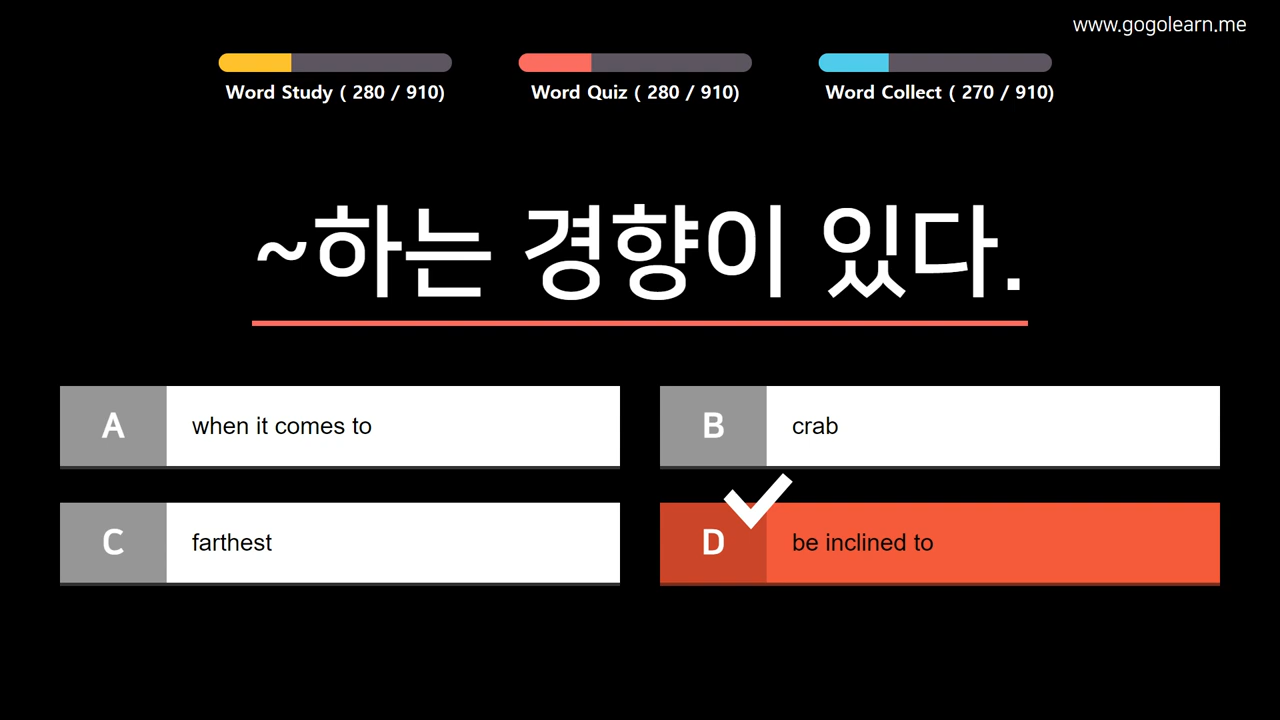 www.gogolearn.me
Word Study ( 280 / 910)
Word Quiz ( 280 / 910)
Word Collect ( 270 / 910)
~하는 경향이 있다.
A
when it comes to
B
crab
C
farthest
D
be inclined to